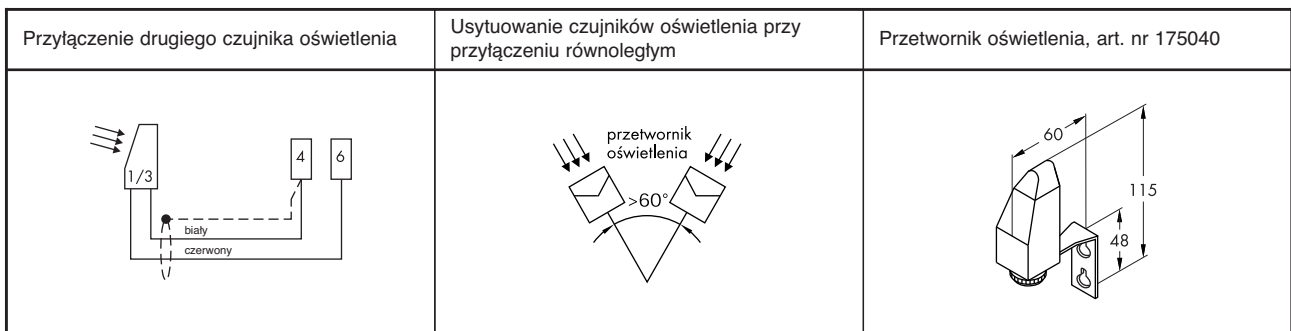 Przyłączenie drugiego czujnika oświetlenia
Usytuowanie czujników oświetlenia przy
przyłączeniu równoległym
Przetwornik oświetlenia, art. nr 175040
1/3
4
6
biały
czerwony
przetwornik
oświetlenia
>60°
60
115
48